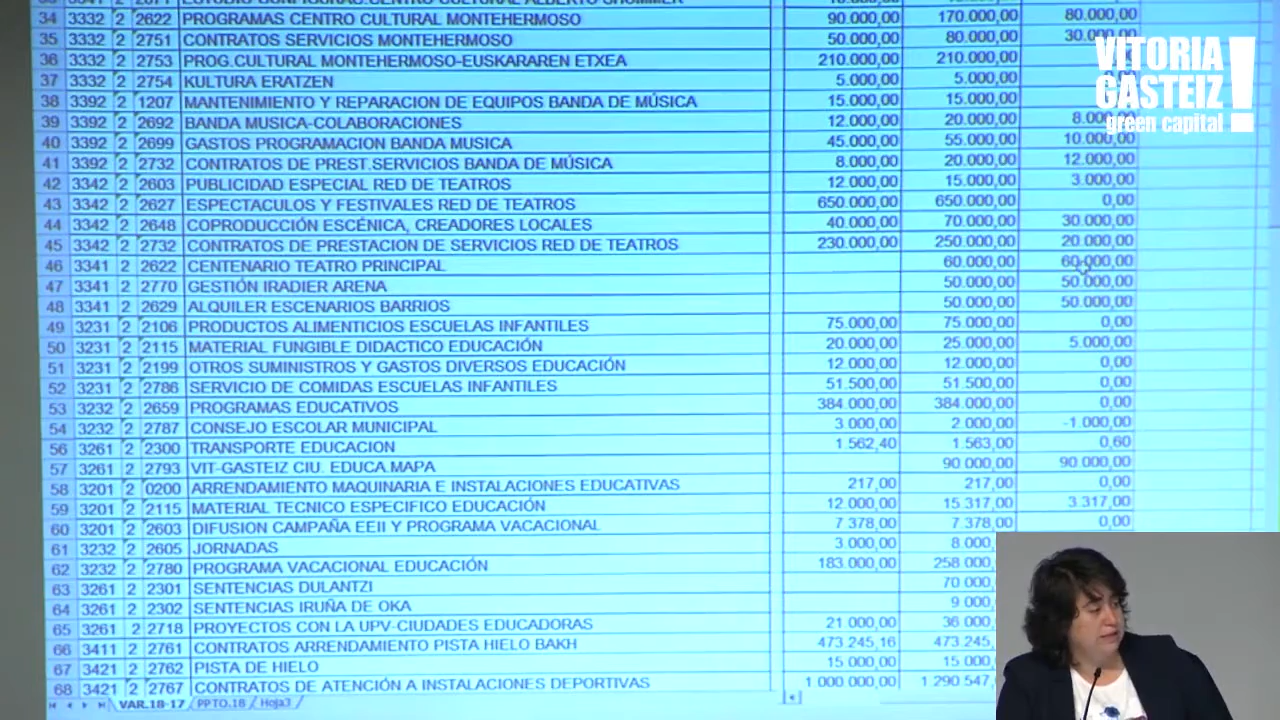 34 3332 2 2622 PROGRAMAS CENTRO CULTURAL MONTEHERMOSO 90.000,00 170.000,00 80.000,00
35 3332 2 2751 CONTRATOS SERVICIOS MONTEHERMOSO 50.000,00 80.000,00 30.000,00
36 3332 2 2753 PROG.CULTURAL MONTEHERMOSO-EUSKARAREN ETXEA 210.000,00 210.000,00
37 3332 2 2754 KULTURA ERATZEN 5.000,00 5.000,00
38 3392 2 1207 MANTENIMIENTO Y REPARACION DE EQUIPOS BANDA DE MÚSICA 15.000,00 15.000,00
39 3392 2 2692 BANDA MUSICA-COLABORACIONES 12.000,00 20.000,00 8.000,00
40 3392 2 2699 GASTOS PROGRAMACION BANDA MUSICA 45.000,00 55.000,00 10.000,00
41 3392 2 2732 CONTRATOS DE PREST.SERVICIOS BANDA DE MÚSICA 8.000,00 20.000,00 12.000,00
42 3342 2 2603 PUBLICIDAD ESPECIAL RED DE TEATROS 12.000,00 15.000,00 3.000,00
43 3342 2 2627 ESPECTACULOS Y FESTIVALES RED DE TEATROS 650.000,00 650.000,00 0,00
44 3342 2 2648 COPRODUCCIÓN ESCÉNICA, CREADORES LOCALES 40.000,00 70.000,00 30.000,00
45 3342 2 2732 CONTRATOS DE PRESTACION DE SERVICIOS RED DE TEATROS 230.000,00 250.000,00 20.000,00
46 3341 2 2622 CENTENARIO TEATRO PRINCIPAL 60.000,00 60.000,00
47 3341 2 2770 GESTIÓN IRADIER ARENA 50.000,00 50.000,00
48 3341 2 2629 ALQUILER ESCENARIOS BARRIOS 50.000,00 50.000,00
49 3231 2 2106 PRODUCTOS ALIMENTICIOS ESCUELAS INFANTILES 75.000,00 75.000,00 0,00
50 3231 2 2115 MATERIAL FUNGIBLE DIDACTICO EDUCACIÓN 20.000,00 25.000,00 5.000,00
51 3231 2 2199 OTROS SUMINISTROS Y GASTOS DIVERSOS EDUCACIÓN 12.000,00 12.000,00 0,00
52 3231 2 2786 SERVICIO DE COMIDAS ESCUELAS INFANTILES 51.500,00 51.500,00 0,00
53 3232 2 2659 PROGRAMAS EDUCATIVOS 384.000,00 384.000,00 0,00
54 3232 2 2787 CONSEJO ESCOLAR MUNICIPAL 3.000,00 2.000,00 -1.000,00
56 3261 2 2300 TRANSPORTE EDUCACION 1.562,40 1.563,00 0,60
57 3261 2 2793 VIT-GASTEIZ CIU. EDUCA.MAPA 90.000,00 90.000,00
58 3201 2 0200 ARRENDAMIENTO MAQUINARIA E INSTALACIONES EDUCATIVAS 217,00 217,00 0,00
59 3201 2 2115 MATERIAL TECNICO ESPECIFICO EDUCACIÓN 12.000,00 15.317,00 3.317,00
60 3201 2 2603 DIFUSION CAMPAÑA EEII Y PROGRAMA VACACIONAL 7.378,00 7.378,00 0,00
61 3232 2 2605 JORNADAS 3.000,00 8.000,
62 3232 2 2780 PROGRAMA VACACIONAL EDUCACIÓN 183.000,00 258.000,
63 3261 2 2301 SENTENCIAS DULANTZI 70.000,
64 3261 2 2302 SENTENCIAS IRUÑA DE OKA 9.000,
65 3261 2 2718 PROYECTOS CON LA UPV-CIUDADES EDUCADORAS 21.000,00 36.000,
66 3411 2 2761 CONTRATOS ARRENDAMIENTO PISTA HIELO BAKH 473.245,16 473.245,
67 3421 2 2762 PISTA DE HIELO 15.000,00 15.000,
68 3421 2 2767 CONTRATOS DE ATENCIÓN A INSTALACIONES DEPORTIVAS 1.000.000,00 1.290.547,
VAR.18-17 PPTO.18 Hoja3
VITORIA
GASTEIZ!
green capital